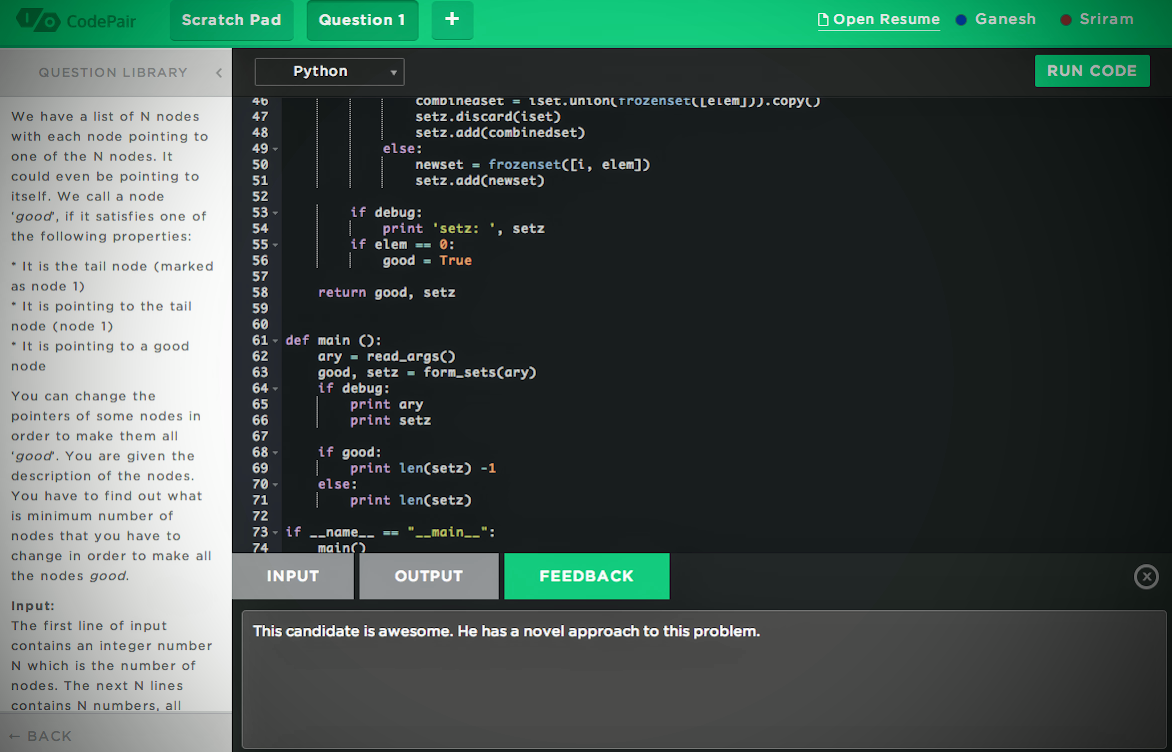 I/O CodePair
Scratch Pad
Question 1
+
Open Resume
Ganesh
Sriram
QUESTION LIBRARY <
Python
RUN CODE
We have a list of N nodes
with each node pointing to
one of the N nodes. It
could even be pointing to
itself. We call a node
'good', if it satisfies one of
the following properties:
* It is the tail node (marked
as node 1)
* It is pointing to the tail
node (node 1)
* It is pointing to a good
node
You can change the
pointers of some nodes in
order to make them all
'good'. You are given the
description of the nodes.
You have to find out what
is minimum number of
nodes that you have to
change in order to make all
the nodes good.
Input:
The first line of input
contains an integer number
N which is the number of
nodes. The next N lines
contains N numbers, all
← BACK
46 combinedset = iset.union(frozenset([elem])).copy()
47 setz.discard(iset)
48 setz.add(combinedset)
49 else:
50 newset = frozenset([i, elem])
51 setz.add(newset)
52
53 if debug:
54 print 'setz: ', setz
55 if elem == 0:
56 good = True
57
58 return good, setz
59
60
61 def main ():
62 ary = read_args()
63 good, setz = form_sets(ary)
64 if debug:
65 print ary
66 print setz
67
68 if good:
69 print len(setz) -1
70 else:
71 print len(setz)
72
73 if __name__ == "__main__":
74 main()
INPUT
OUTPUT
FEEDBACK
This candidate is awesome. He has a novel approach to this problem.